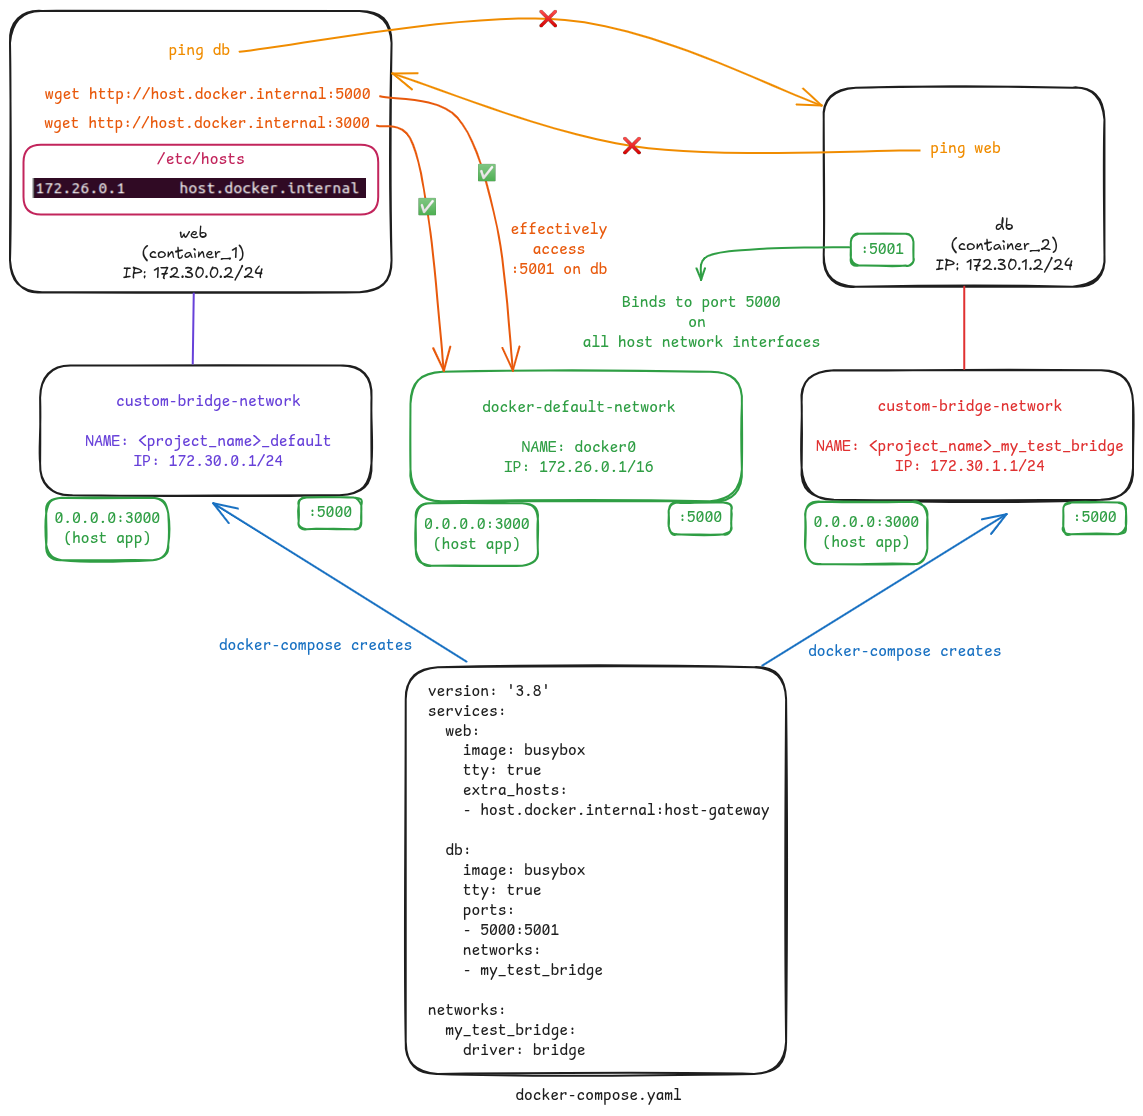 ping db
wget http://host.docker.internal:5000
wget http://host.docker.internal:3000
/etc/hosts
172.26.0.1 host.docker.internal
web
(container_1)
IP: 172.30.0.2/24
effectively
access
:5001 on db
ping web
:5001
db
(container_2)
IP: 172.30.1.2/24
Binds to port 5000
on
all host network interfaces
custom-bridge-network
NAME: <project_name>_default
IP: 172.30.0.1/24
0.0.0.0:3000
(host app)
:5000
docker-default-network
NAME: docker0
IP: 172.26.0.1/16
0.0.0.0:3000
(host app)
:5000
custom-bridge-network
NAME: <project_name>_my_test_bridge
IP: 172.30.1.1/24
0.0.0.0:3000
(host app)
:5000
docker-compose creates
docker-compose creates
version: '3.8'
services:
  web:
    image: busybox
    tty: true
    extra_hosts:
    - host.docker.internal:host-gateway

  db:
    image: busybox
    tty: true
    ports:
    - 5000:5001
    networks:
    - my_test_bridge

networks:
  my_test_bridge:
    driver: bridge
docker-compose.yaml